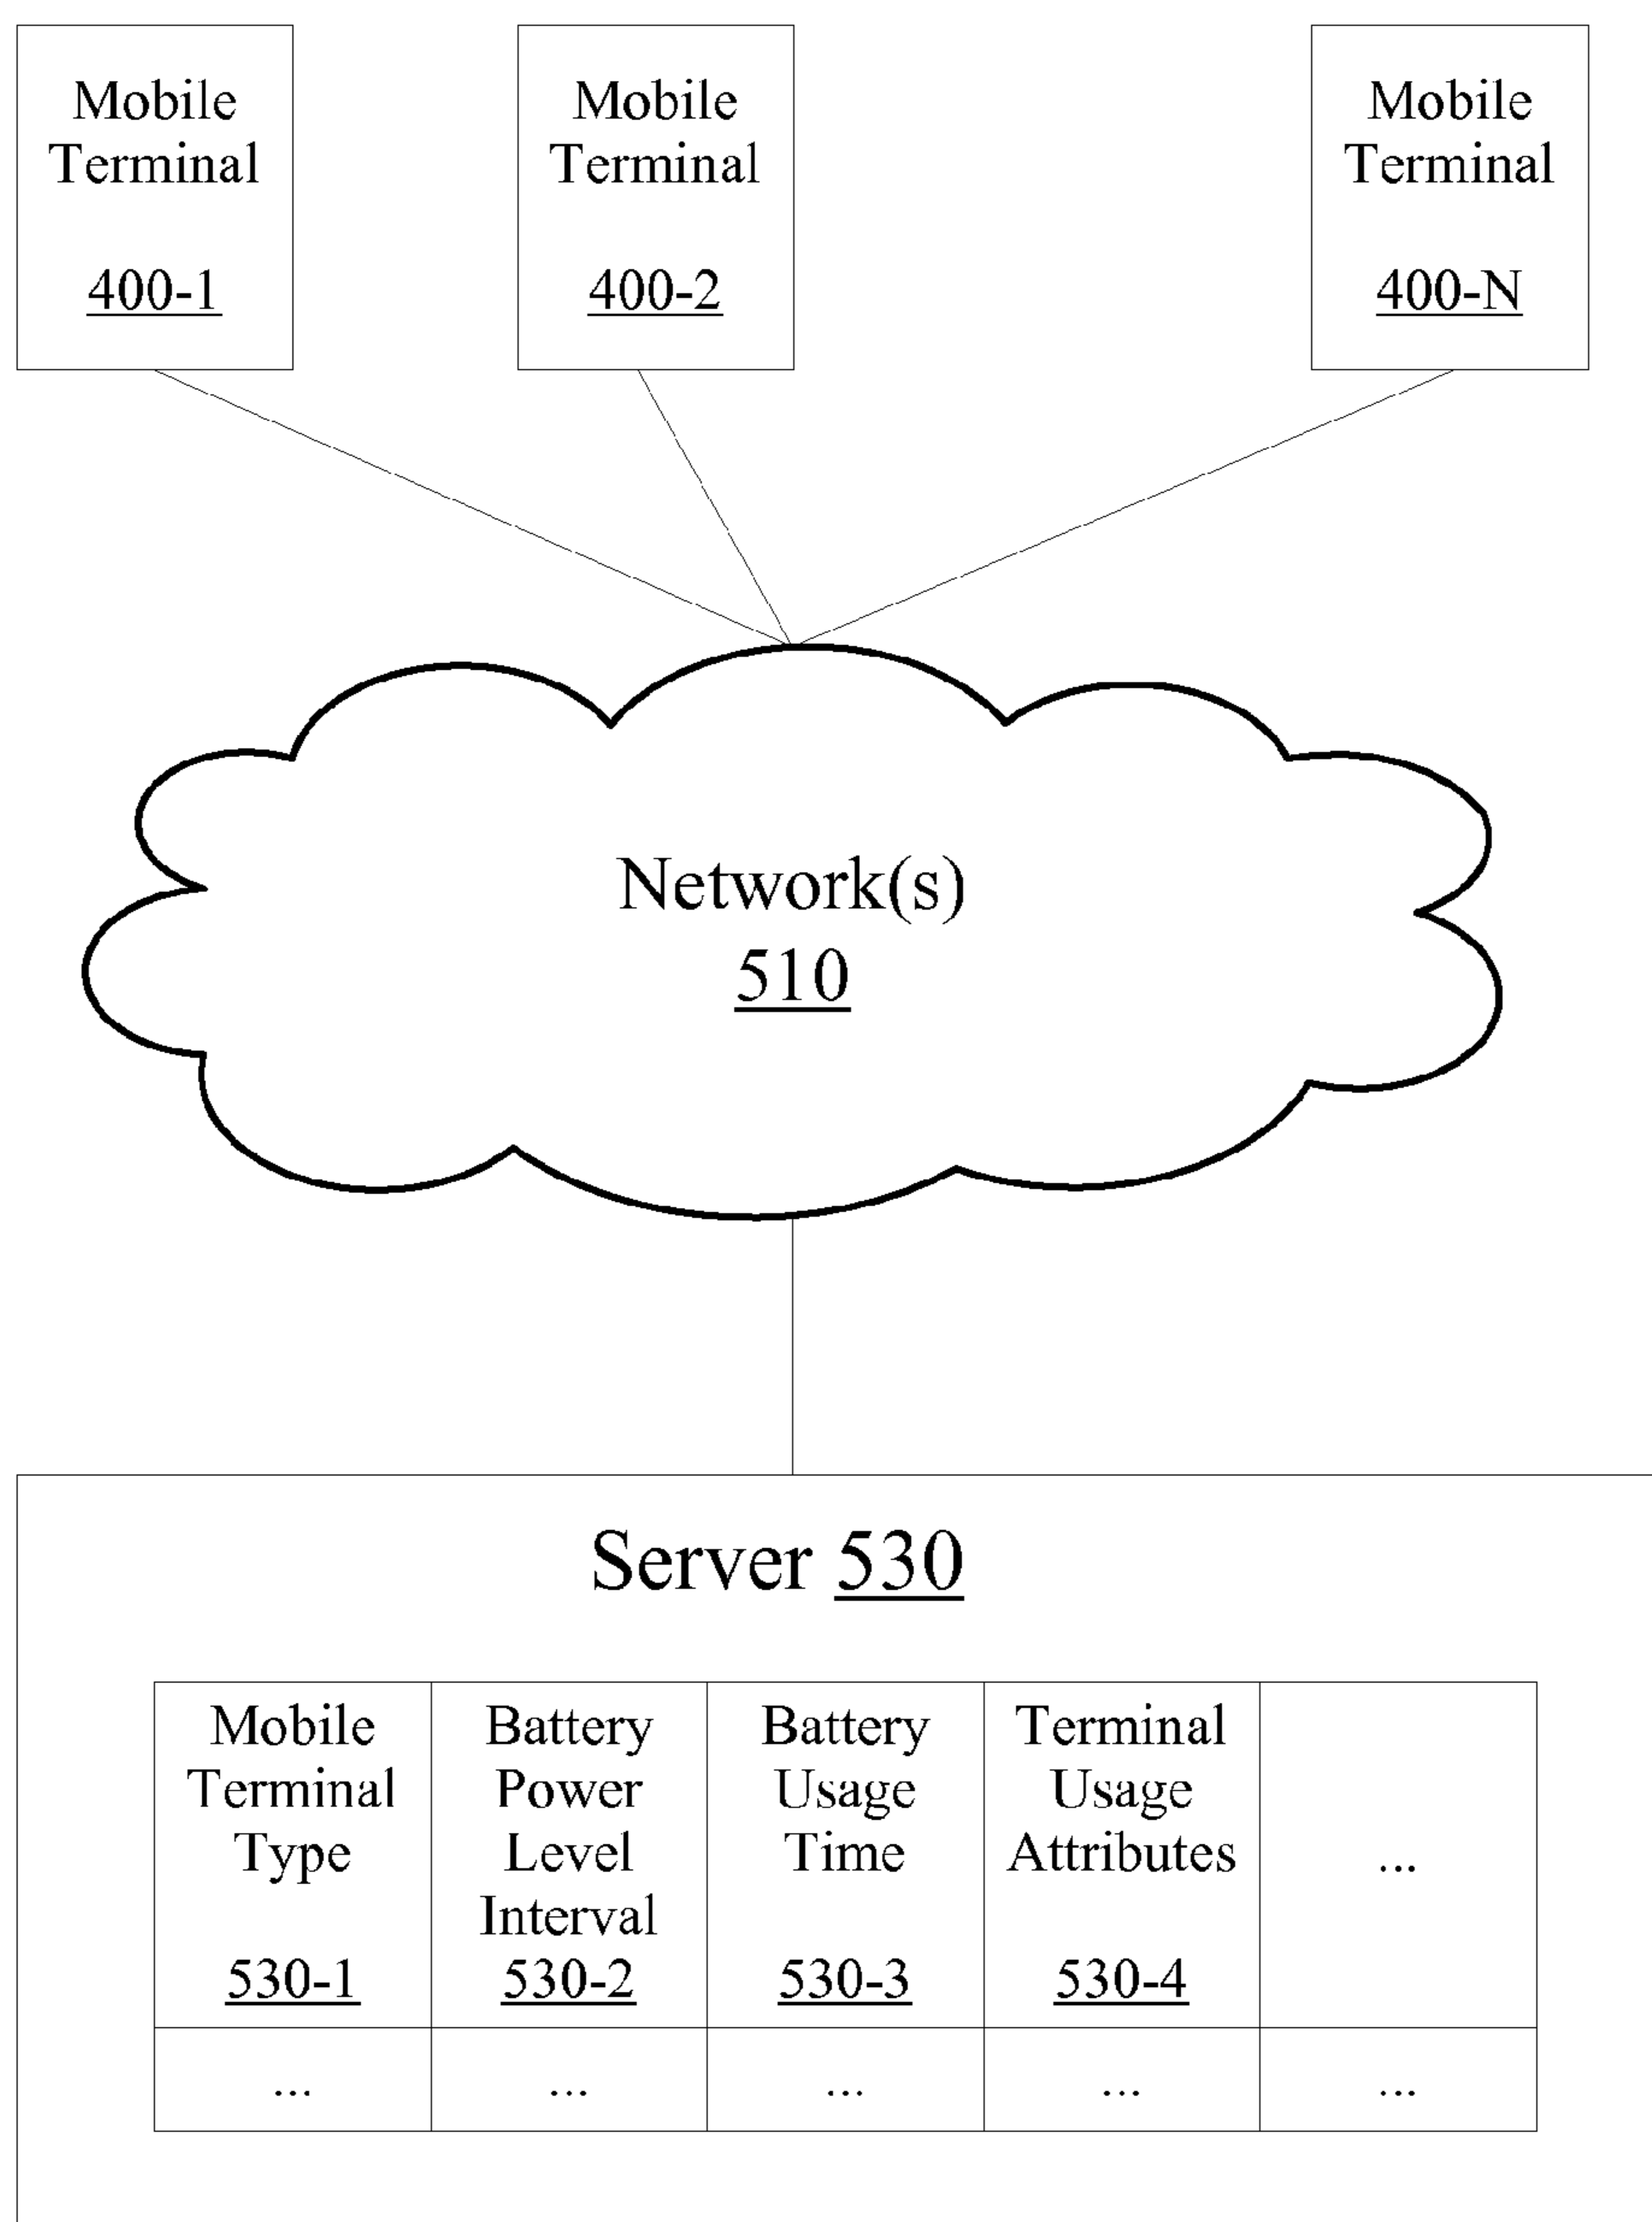 Mobile
Terminal
400-1
Mobile
Terminal
400-2
Mobile
Terminal
400-N
Network(s)
510
Server 530
Mobile
Terminal
Type
530-1
Battery
Power
Level
Interval
530-2
Battery
Usage
Time
530-3
Terminal
Usage
Attributes
530-4
...
...
...
...
...
...